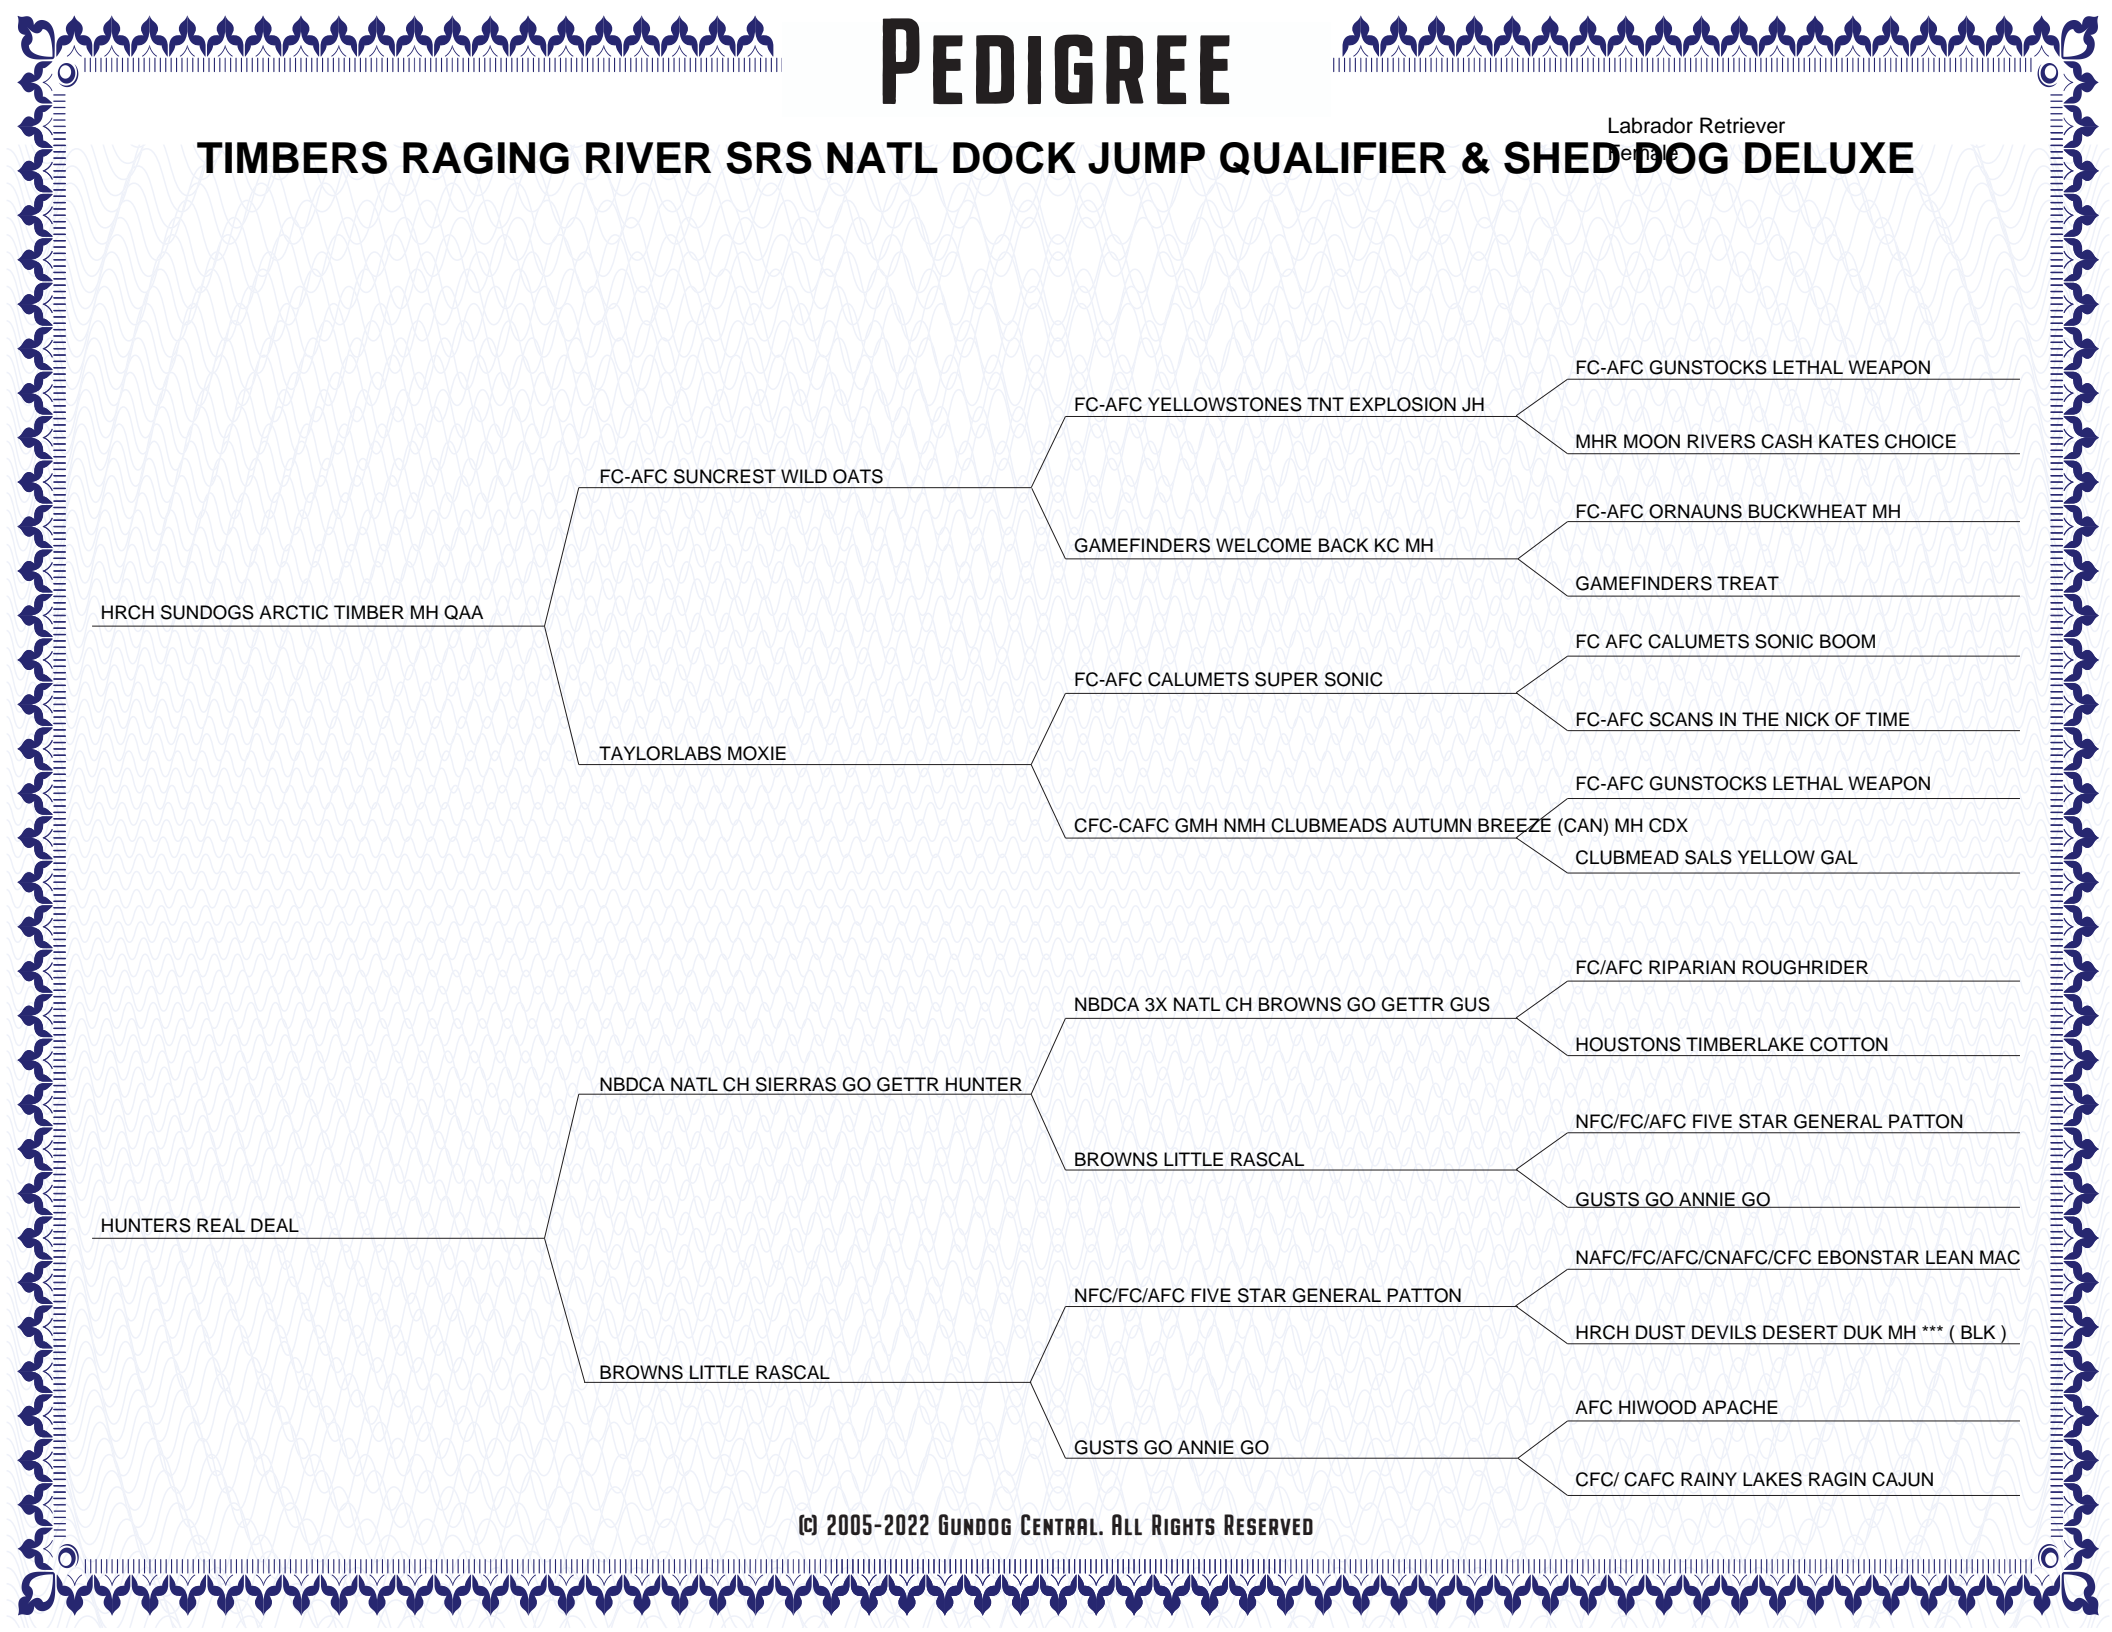 PEDIGREE
Labrador Retriever
Female
TIMBERS RAGING RIVER SRS NATL DOCK JUMP QUALIFIER & SHED DOG DELUXE
FC-AFC GUNSTOCKS LETHAL WEAPON
FC-AFC YELLOWSTONES TNT EXPLOSION JH
MHR MOON RIVERS CASH KATES CHOICE
FC-AFC SUNCREST WILD OATS
FC-AFC ORNAUNS BUCKWHEAT MH
GAMEFINDERS WELCOME BACK KC MH
GAMEFINDERS TREAT
HRCH SUNDOGS ARCTIC TIMBER MH QAA
FC AFC CALUMETS SONIC BOOM
FC-AFC CALUMETS SUPER SONIC
FC-AFC SCANS IN THE NICK OF TIME
TAYLORLABS MOXIE
FC-AFC GUNSTOCKS LETHAL WEAPON
CFC-CAFC GMH NMH CLUBMEADS AUTUMN BREEZE (CAN) MH CDX
CLUBMEAD SALS YELLOW GAL
FC/AFC RIPARIAN ROUGHRIDER
NBDCA 3X NATL CH BROWNS GO GETTR GUS
HOUSTONS TIMBERLAKE COTTON
NBDCA NATL CH SIERRAS GO GETTR HUNTER
NFC/FC/AFC FIVE STAR GENERAL PATTON
BROWNS LITTLE RASCAL
GUSTS GO ANNIE GO
HUNTERS REAL DEAL
NAFC/FC/AFC/CNAFC/CFC EBONSTAR LEAN MAC
NFC/FC/AFC FIVE STAR GENERAL PATTON
HRCH DUST DEVILS DESERT DUK MH *** ( BLK )
BROWNS LITTLE RASCAL
AFC HIWOOD APACHE
GUSTS GO ANNIE GO
CFC/ CAFC RAINY LAKES RAGIN CAJUN
(C) 2005-2022 GUNDOG CENTRAL. ALL RIGHTS RESERVED